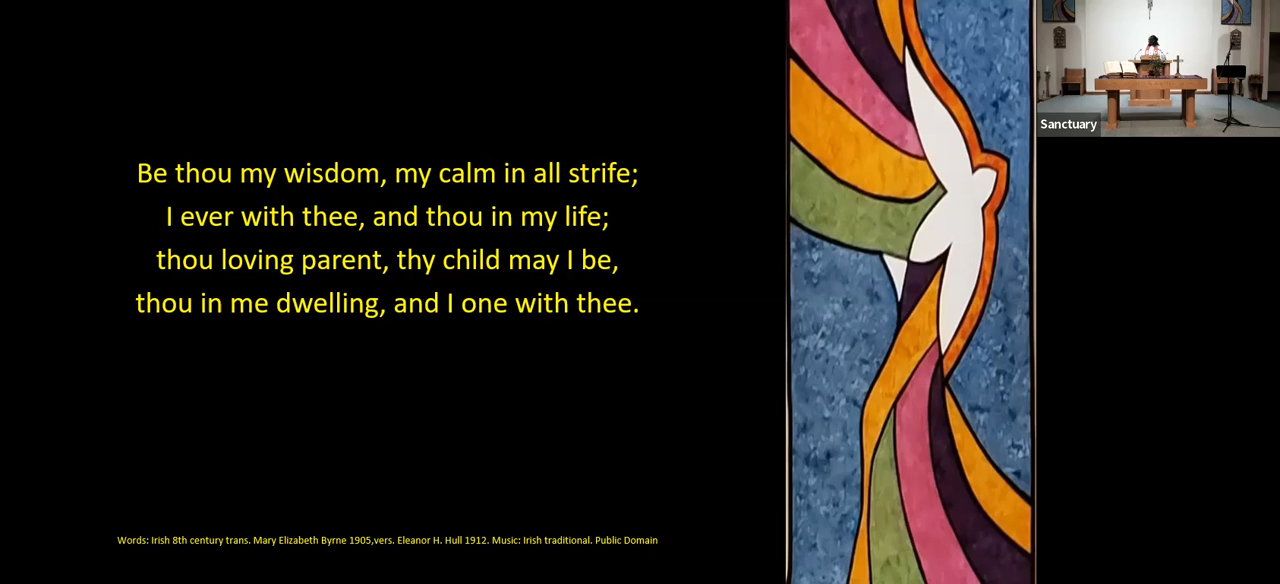 Be thou my wisdom, my calm in all strife;
I ever with thee, and thou in my life;
thou loving parent, thy child may I be,
thou in me dwelling, and I one with thee.
Words: Irish 8th century trans. Mary Elizabeth Byrne 1905,vers. Eleanor H. Hull 1912. Music: Irish traditional. Public Domain
Sanctuary